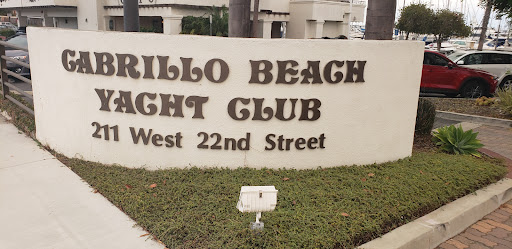 CABRILLO BEACH
YACHT CLUB
211 West 22nd Street